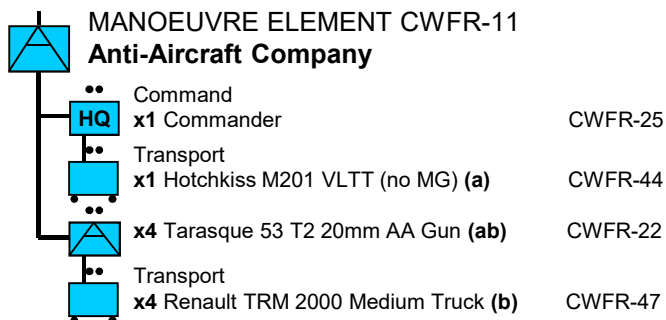 MANOEUVRE ELEMENT CWFR-11
Anti-Aircraft Company
Command
HQ x1 Commander CWFR-25
Transport
x1 Hotchkiss M201 VLTT (no MG) (a) CWFR-44
x4 Tarasque 53 T2 20mm AA Gun (ab) CWFR-22
Transport
x4 Renault TRM 2000 Medium Truck (b) CWFR-47